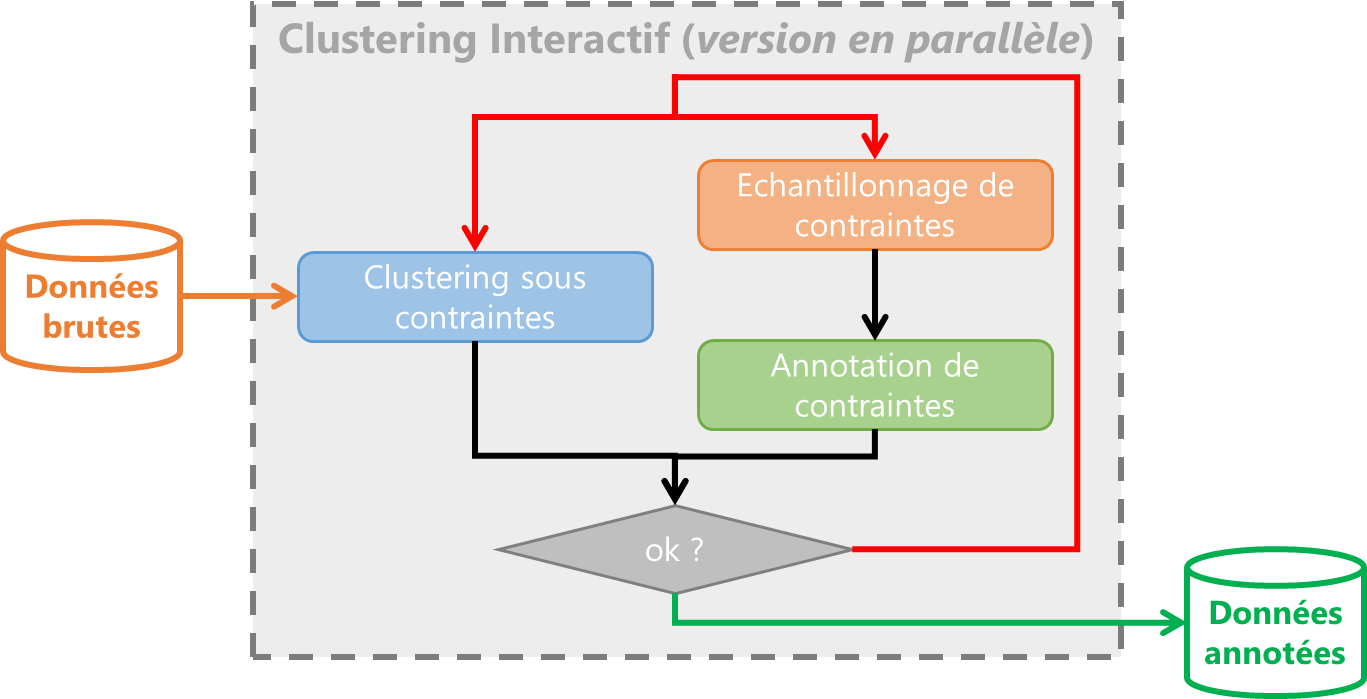 Clustering Interactif (version en parallèle)
Echantillonnage de
contraintes
Données
brutes
Clustering sous
contraintes
Annotation de
contraintes
ok ?
Données
annotées